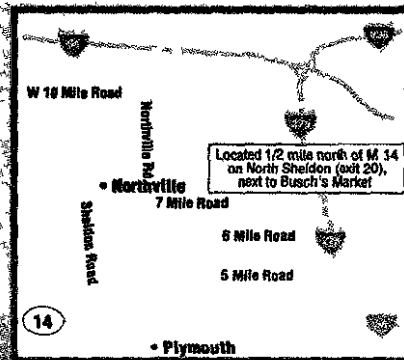 W 10 Mile Road
Northville Rd
Located 1/2 mile north of M 14
on North Sheldon (exit 20),
next to Busch's Market
• Northville
7 Mile Road
Sheldon Road
6 Mile Road
5 Mile Road
14
• Plymouth